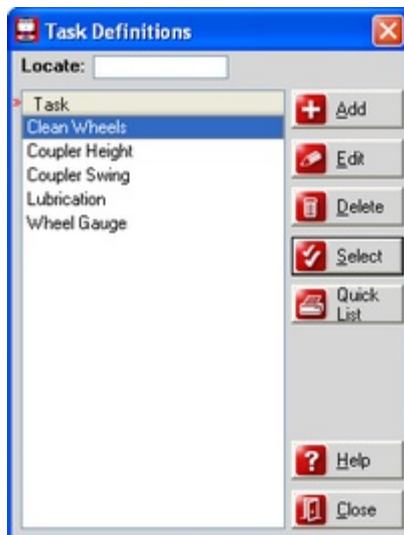 Task Definitions
Locate:
Task
Clean Wheels
Coupler Height
Coupler Swing
Lubrication
Wheel Gauge
Add
Edit
Delete
Select
Quick
List
Help
Close